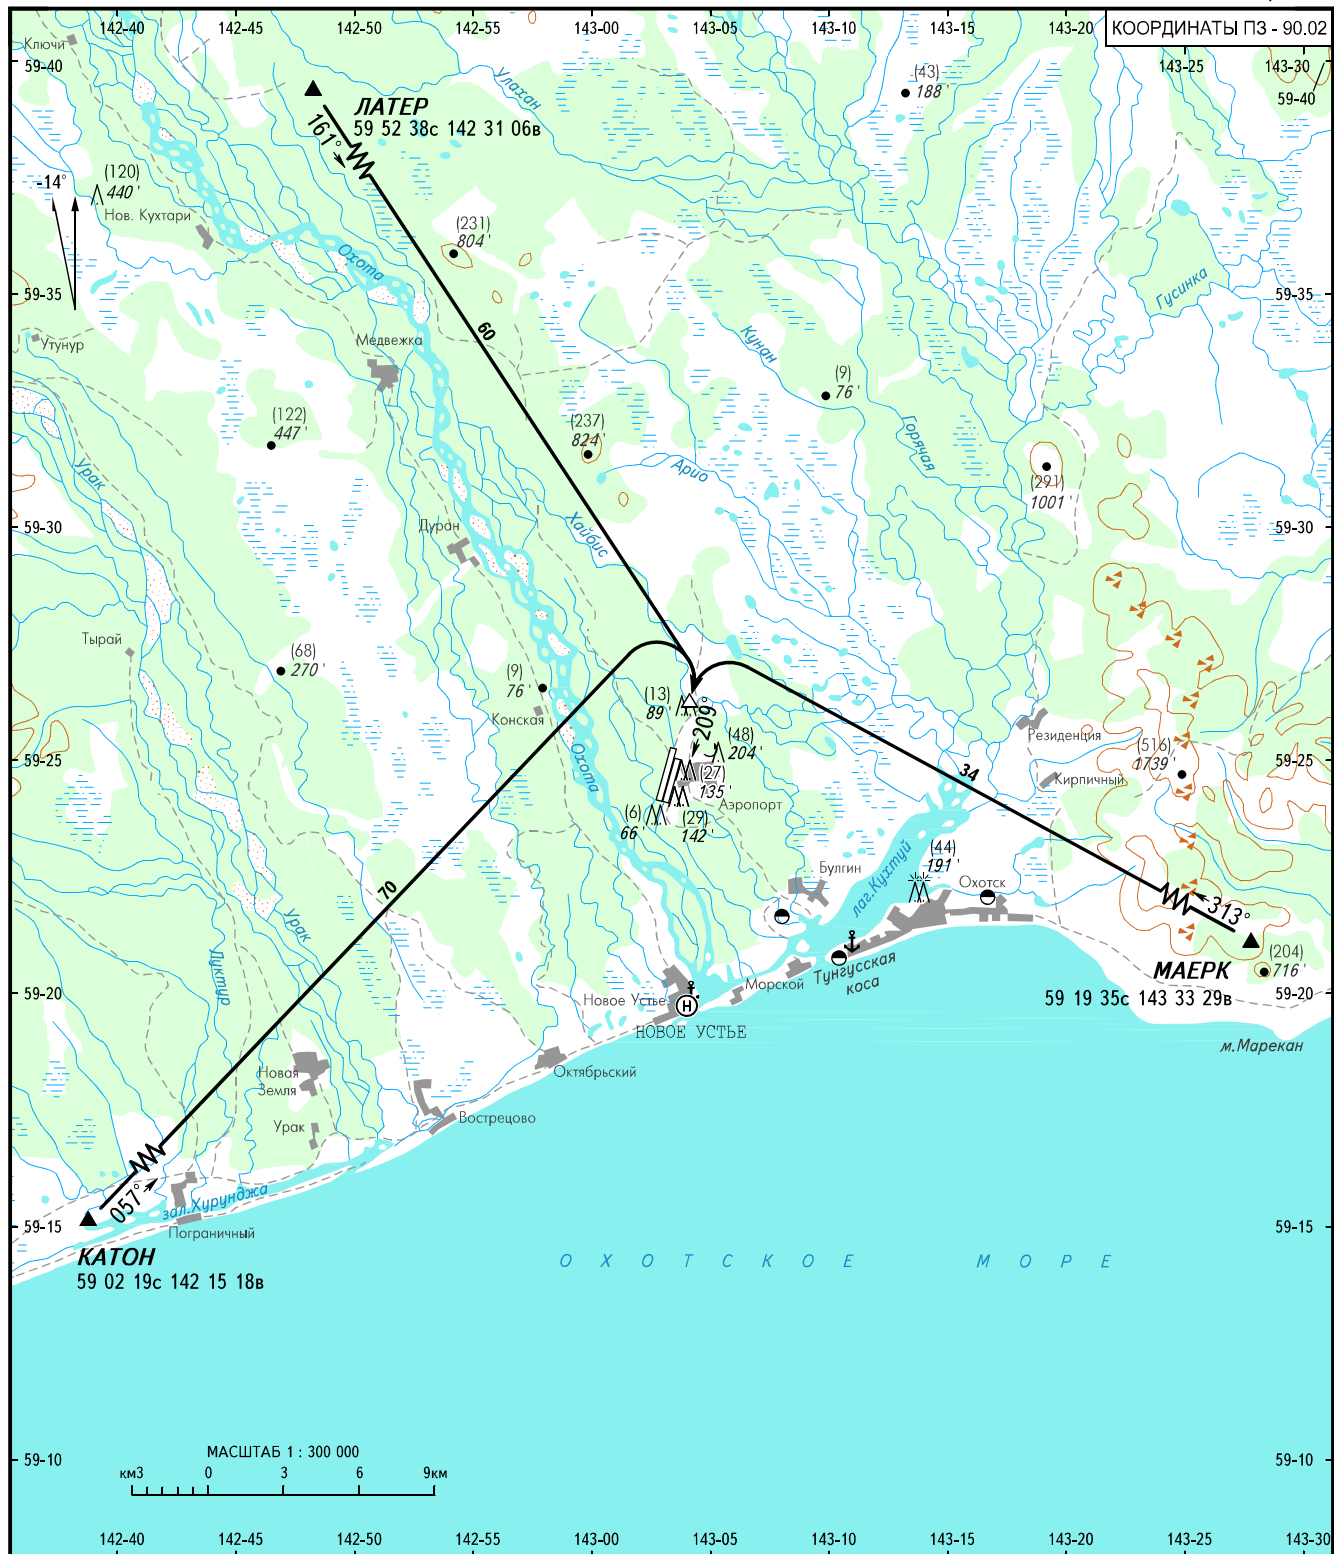 142-40 142-45 142-50 142-55 143-00 143-05 143-10 143-15 143-20
КООРДИНАТЫ ПЗ - 90.02
Ключи
59-40
143-25 143-30
59-40
Улахан
(43)
188'
ЛАТЕР
59 52 38с 142 31 06в
161°
-14°
(120)
440'
Нов. Кухтари
(231)
804'
Охота
Гусинка
59-35
59-35
60
Кунан
Утунур
Медвежка
(9)
76'
(122)
447'
(237)
824'
Горячая
Арио
Урак
(291)
1001'
59-30
59-30
Дуран
Хайбис
Тырай
(68)
270'
(9)
76'
(13)
89'
209°
Конская
Резиденция
(48)
204'
(516)
1739'
59-25
59-25
Охота
(27)
135'
34
Кирпичный
Аэропорт
(6)
66'
(29)
142'
(44)
191'
Булгин
лаг.Кухтуй
Охотск
70
313°
Урак
Луктур
(204)
716'
МАЕРК
59 19 35с 143 33 29в
Тунгусская
коса
Морской
59-20
59-20
Новое Устье
H
НОВОЕ УСТЬЕ
м.Марекан
Новая
Земля
Октябрьский
Вострецово
Урак
057°
зал.Хурунджа
Пограничный
59-15
59-15
КАТОН
59 02 19с 142 15 18в
ОХОТСКОЕ МОРЕ
МАСШТАБ 1 : 300 000
км3 0 3 6 9км
59-10
59-10
142-40 142-45 142-50 142-55 143-00 143-05 143-10 143-15 143-20 143-25 143-30